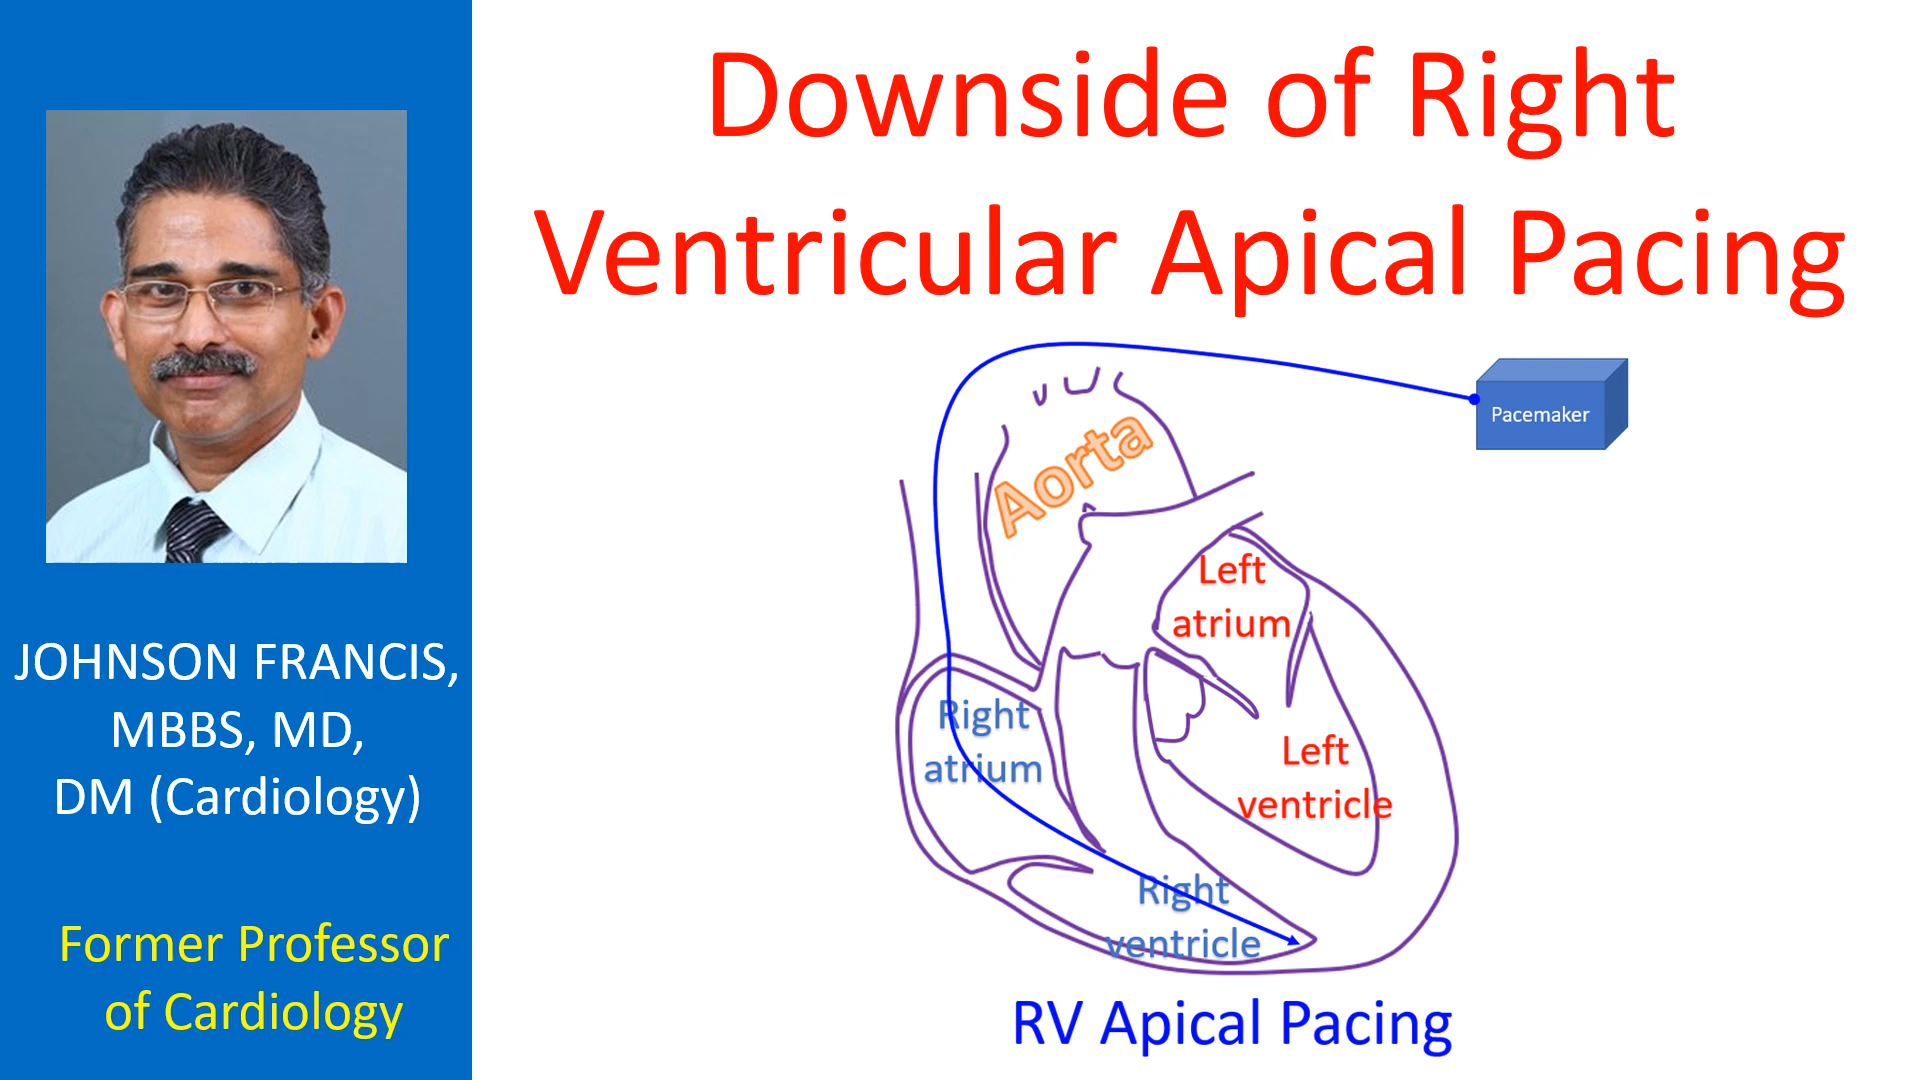 Downside of Right
Ventricular Apical Pacing
JOHNSON FRANCIS,
MBBS, MD,
DM (Cardiology)
Former Professor
of Cardiology
Pacemaker
Aorta
Left
atrium
Right
atrium
Left
ventricle
Right
ventricle
RV Apical Pacing